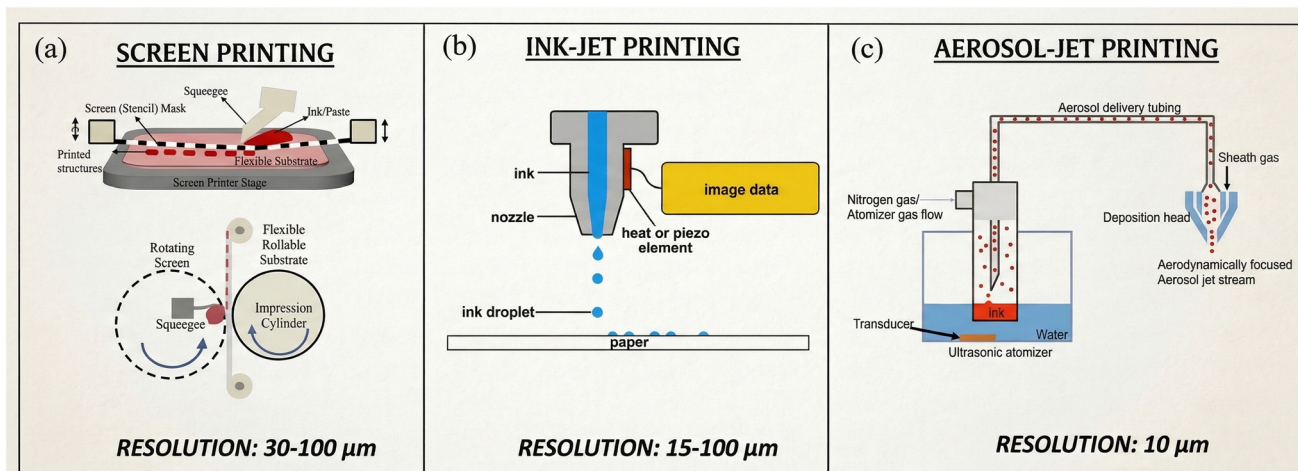 (a)
SCREEN PRINTING
Squeegee
Screen (Stencil) Mask
Ink/Paste
Printed
structures
Flexible Substrate
Screen Printer Stage
Rotating
Screen
Flexible
Rollable
Substrate
Squeegee
Impression
Cylinder
RESOLUTION: 30-100 µm
(b)
INK-JET PRINTING
ink
image data
nozzle
heat or piezo
element
ink droplet
paper
RESOLUTION: 15-100 µm
(c)
AEROSOL-JET PRINTING
Aerosol delivery tubing
Sheath gas
Nitrogen gas/
Atomizer gas flow
Deposition head
Aerodynamically focused
Aerosol jet stream
ink
Transducer
Water
Ultrasonic atomizer
RESOLUTION: 10 µm